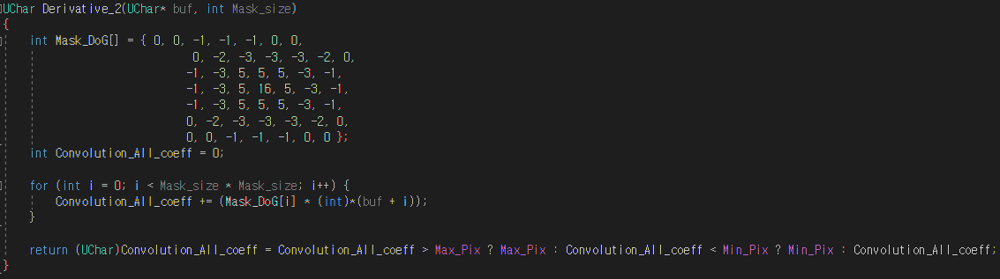 UChar Derivative_2(UChar* buf, int Mask_size)
{
int Mask_DoG[] = { 0, 0, -1, -1, -1, 0, 0,
0, -2, -3, -3, -3, -2, 0,
-1, -3, 5, 5, 5, -3, -1,
-1, -3, 5, 16, 5, -3, -1,
-1, -3, 5, 5, 5, -3, -1,
0, -2, -3, -3, -3, -2, 0,
0, 0, -1, -1, -1, 0, 0 };
int Convolution_All_coeff = 0;
for (int i = 0; i < Mask_size * Mask_size; i++) {
Convolution_All_coeff += (Mask_DoG[i] * (int)*(buf + i));
}
return (UChar)Convolution_All_coeff = Convolution_All_coeff > Max_Pix ? Max_Pix : Convolution_All_coeff < Min_Pix ? Min_Pix : Convolution_All_coeff;
}